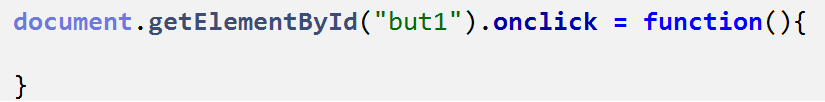 document.getElementById("but1").onclick = function(){
}